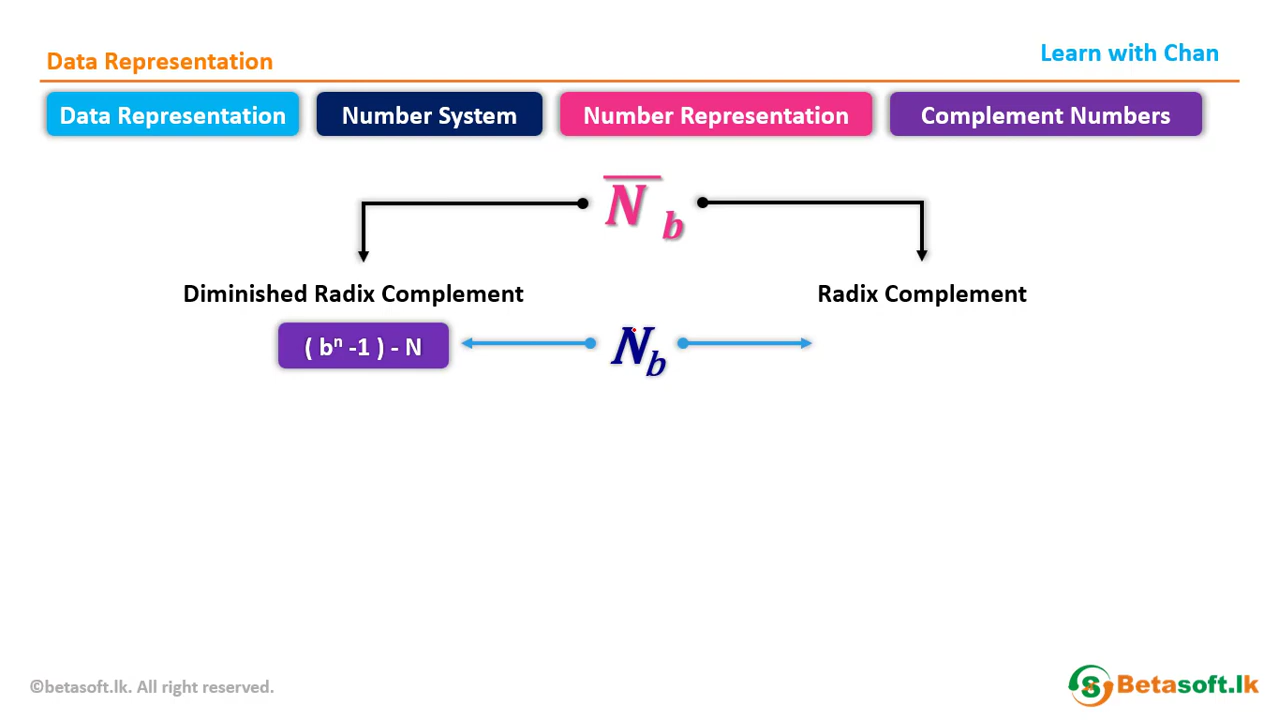 Data Representation
Learn with Chan
Data Representation
Number System
Number Representation
Complement Numbers
N̅ b
Diminished Radix Complement
Radix Complement
( bⁿ -1 ) - N
N_b
©betasoft.lk. All right reserved.
Betasoft.lk